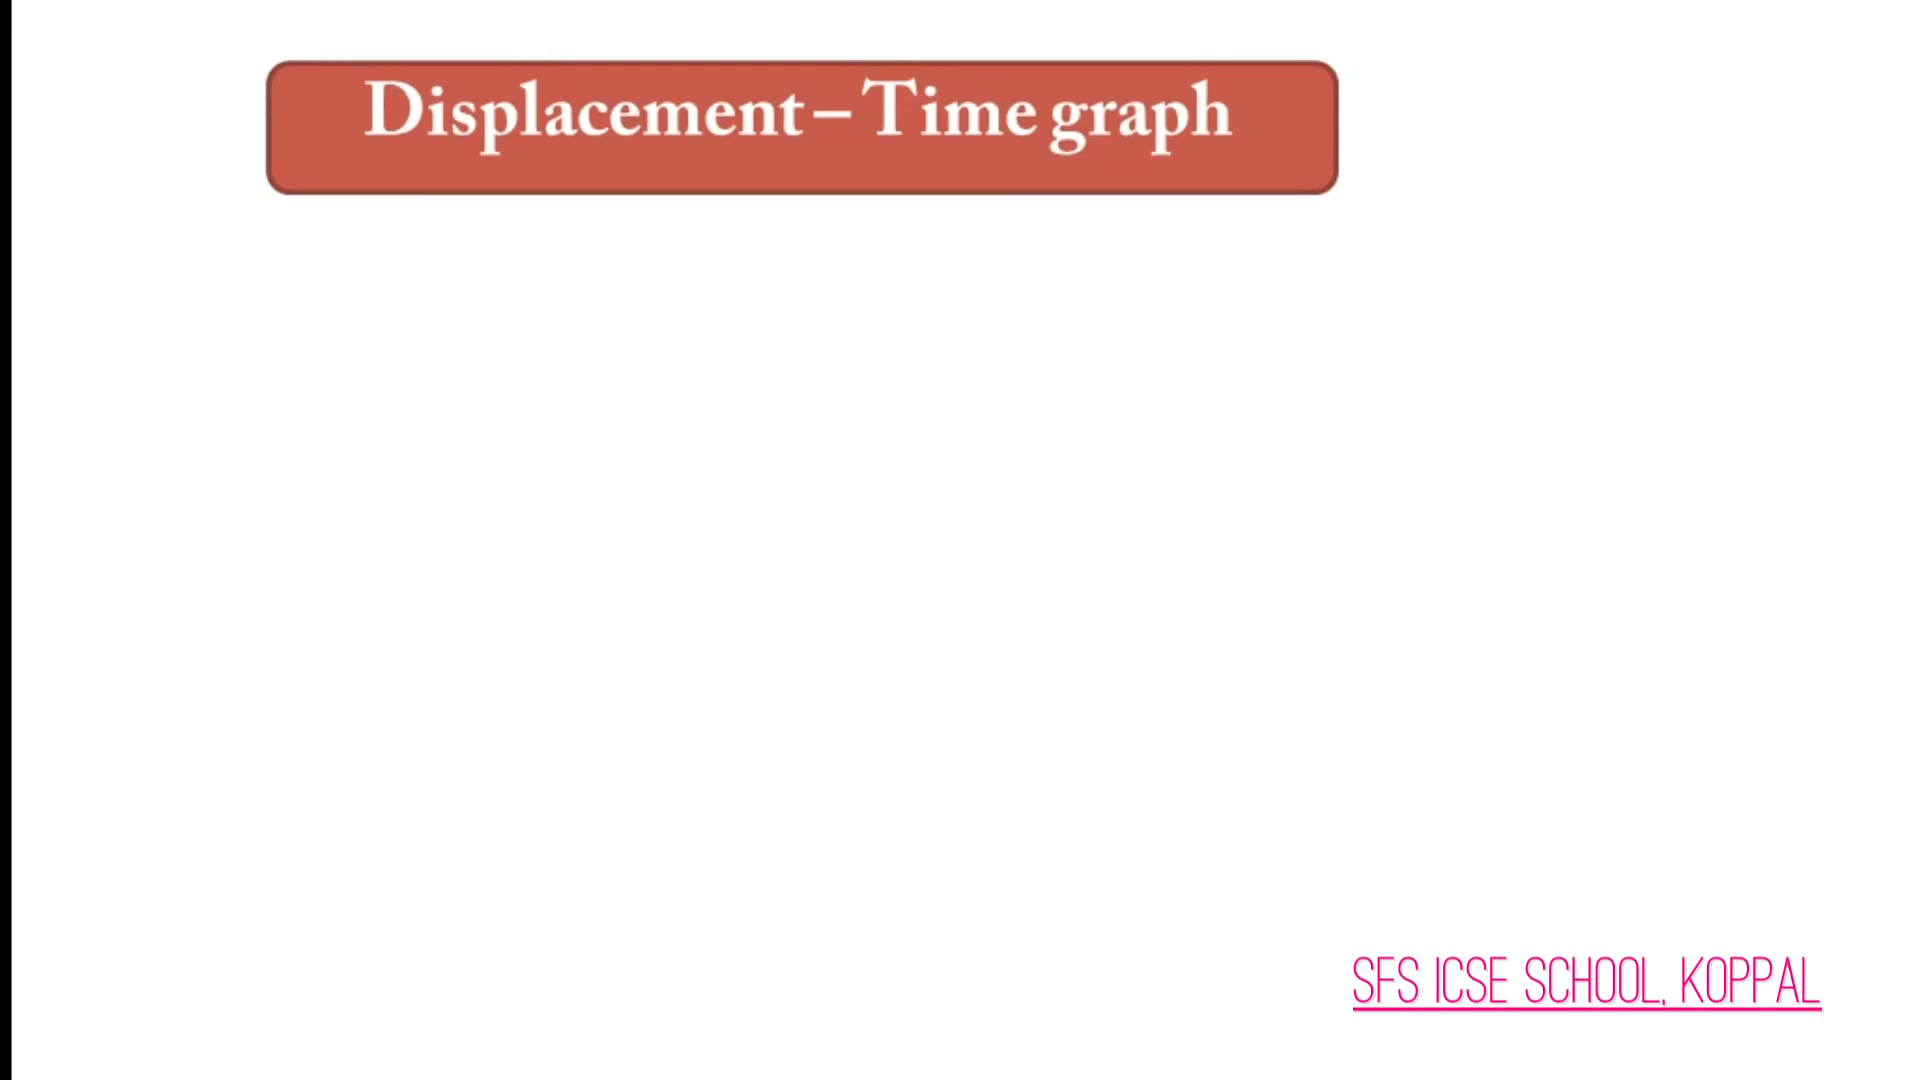 Displacement – Time graph
SFS ICSE SCHOOL, KOPPAL